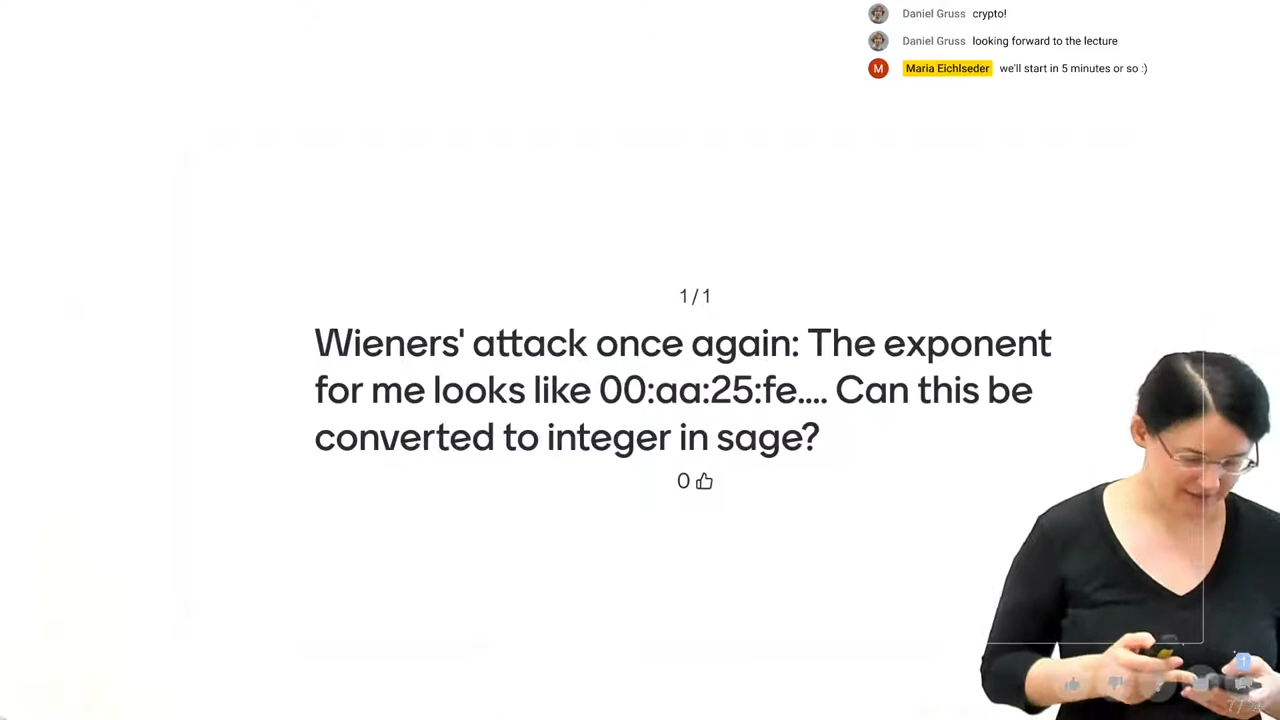 Daniel Gruss crypto!
Daniel Gruss looking forward to the lecture
M Maria Eichlseder we'll start in 5 minutes or so :)
1/1
Wieners' attack once again: The exponent
for me looks like 00:aa:25:fe.... Can this be
converted to integer in sage?
0